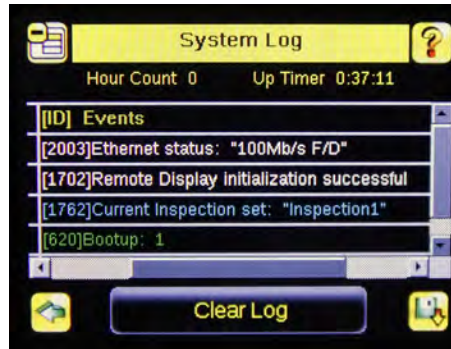 System Log
?
Hour Count 0 Up Timer 0:37:11
[ID] Events
[2003]Ethernet status: "100Mb/s F/D"
[1702]Remote Display initialization successful
[1762]Current Inspection set: "Inspection1"
[620]Bootup: 1
Clear Log